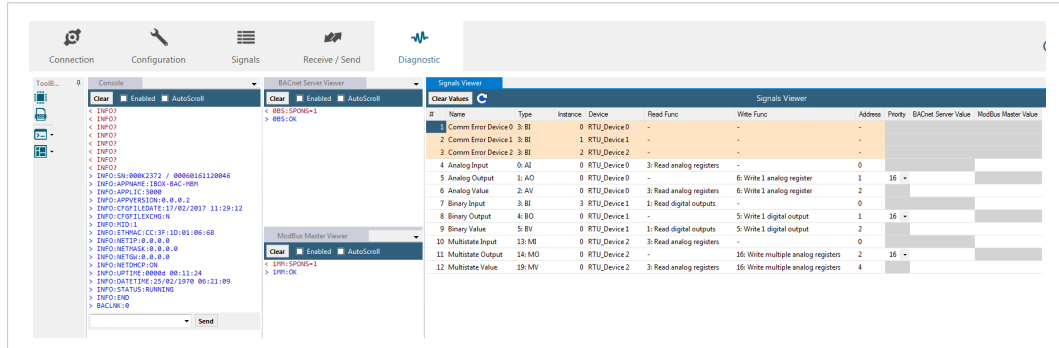 Connection Configuration Signals Receive / Send Diagnostic
ToolB...
Console
Clear Enabled AutoScroll
< INFO?
< INFO?
< INFO?
< INFO?
< INFO?
< INFO?
< INFO?
> INFO:SN:000K2372 / 00060161120046
> INFO:APPNAME:IBOX-BAC-MBM
> INFO:APPLIC:3000
> INFO:APPVERSION:0.0.0.2
> INFO:CFGFILEDATE:17/02/2017 11:29:12
> INFO:CFGFILEXCHG:N
> INFO:MID:1
> INFO:ETHMAC:CC:3F:1D:01:06:68
> INFO:NETIP:0.0.0.0
> INFO:NETMASK:0.0.0.0
> INFO:NETGW:0.0.0.0
> INFO:NETDHCP:ON
> INFO:UPTIME:0000d 00:11:24
> INFO:DATETIME:25/02/1970 06:21:09
> INFO:STATUS:RUNNING
> INFO:END
> BACLNK:0
Send
BACnet Server Viewer
Clear Enabled AutoScroll
< 0BS:SPONS=1
> 0BS:OK
ModBus Master Viewer
Clear Enabled AutoScroll
< 1MM:SPONS=1
> 1MM:OK
Signals Viewer
Clear Values Signals Viewer
# Name Type Instance Device Read Func Write Func Address Priority BACnet Server Value ModBus Master Value
1 Comm Error Device 0 3: BI 0 RTU_Device 0 - - -
2 Comm Error Device 1 3: BI 1 RTU_Device 1 - - -
3 Comm Error Device 2 3: BI 2 RTU_Device 2 - - -
4 Analog Input 0: AI 0 RTU_Device 0 3: Read analog registers - 0
5 Analog Output 1: AO 0 RTU_Device 0 - 6: Write 1 analog register 1 16
6 Analog Value 2: AV 0 RTU_Device 0 3: Read analog registers 6: Write 1 analog register 2
7 Binary Input 3: BI 3 RTU_Device 1 1: Read digital outputs - 0
8 Binary Output 4: BO 0 RTU_Device 1 - 5: Write 1 digital output 1 16
9 Binary Value 5: BV 0 RTU_Device 1 1: Read digital outputs 5: Write 1 digital output 2
10 Multistate Input 13: MI 0 RTU_Device 2 3: Read analog registers - 0
11 Multistate Output 14: MO 0 RTU_Device 2 - 16: Write multiple analog registers 2 16
12 Multistate Value 19: MV 0 RTU_Device 2 3: Read analog registers 16: Write multiple analog registers 4